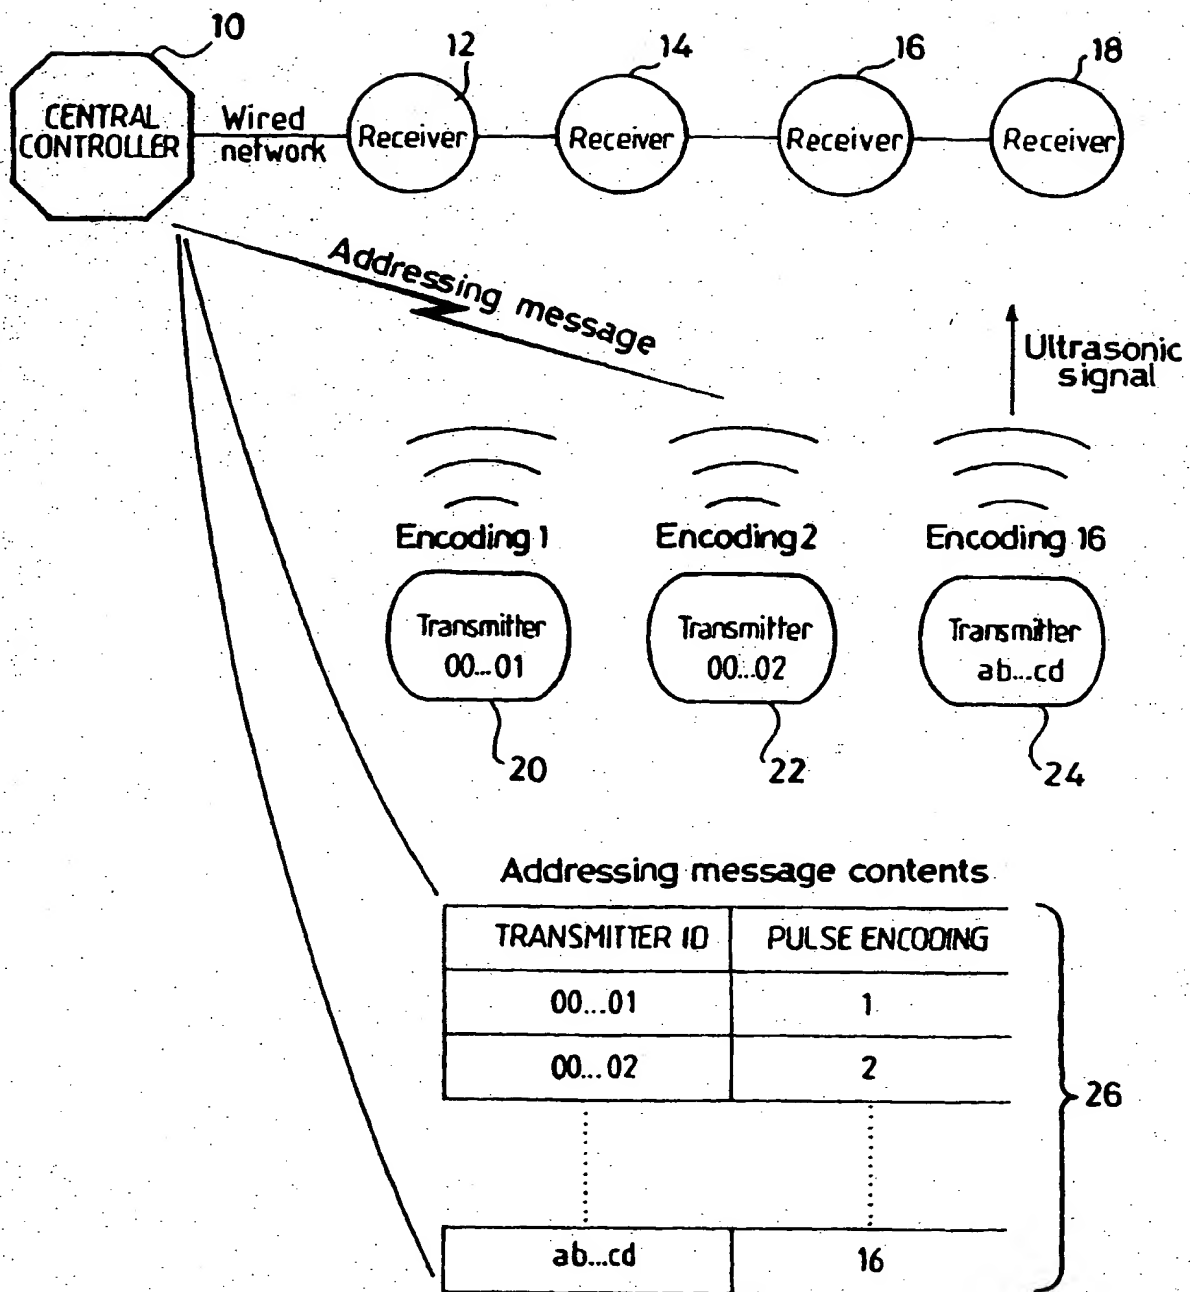 10
12
14
16
18
CENTRAL
CONTROLLER
Wired
network
Receiver
Receiver
Receiver
Receiver
Addressing message
Ultrasonic
signal
Encoding 1
Encoding 2
Encoding 16
Transmitter
00...01
Transmitter
00...02
Transmitter
ab...cd
20
22
24
Addressing message contents
TRANSMITTER ID PULSE ENCODING
00...01 1
00...02 2
26
ab...cd 16